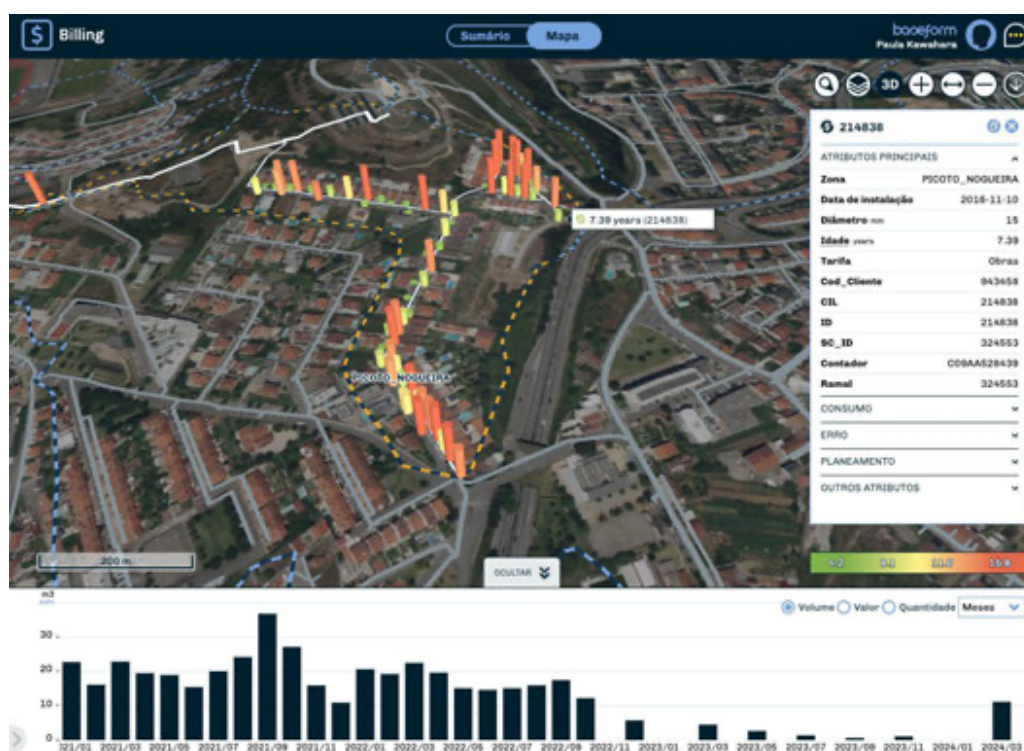 Billing
Sumário
Mapa
baseform
Paula Kawahara
3D
214838
ATRIBUTOS PRINCIPAIS
Zona PICOTO_NOGUEIRA
Data de instalação 2016-11-10
Diâmetro mm 15
Idade years 7.39
Tarifa Obras
Cod_Cliente 943458
CIL 214838
ID 214838
SC_ID 324553
Contador C09AA528439
Ramal 324553
CONSUMO
ERRO
PLANEAMENTO
OUTROS ATRIBUTOS
7.39 years (214838)
PICOTO_NOGUEIRA
200 m
OCULTAR
m3
Volume Valor Quantidade Meses
30
20
10
0
2021/03 2021/05 2021/07 2021/09 2021/11 2022/01 2022/03 2022/05 2022/07 2022/09 2022/11 2023/01 2023/03 2023/05 2023/07 2023/09 2023/11 2024/01